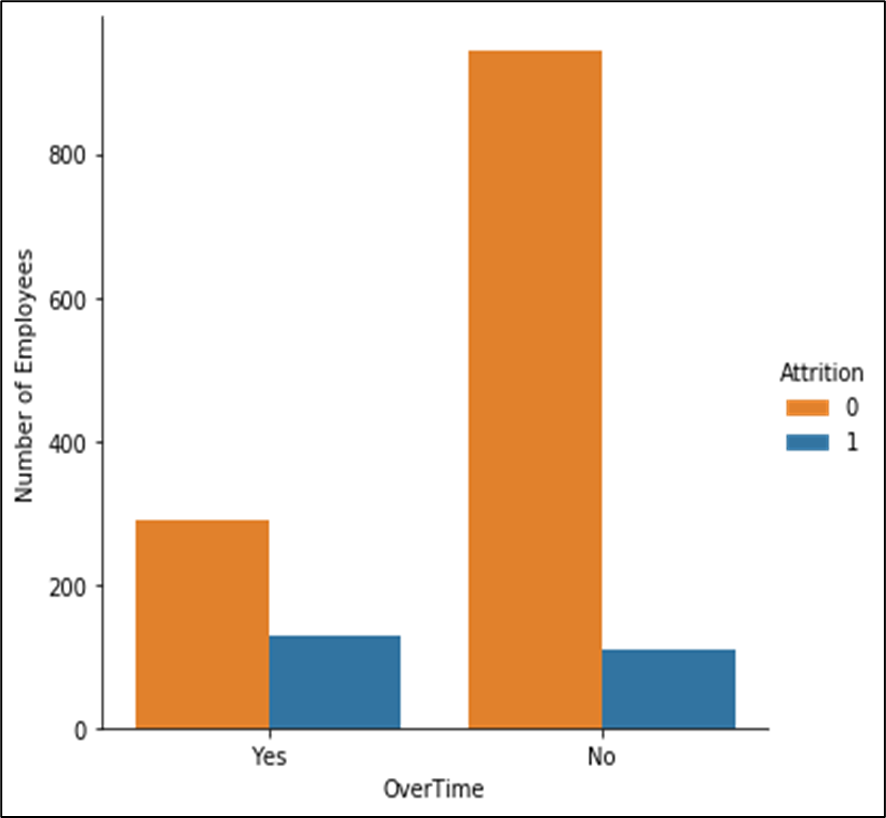 800
600
400
200
0
Number of Employees
Yes
No
OverTime
Attrition
0
1